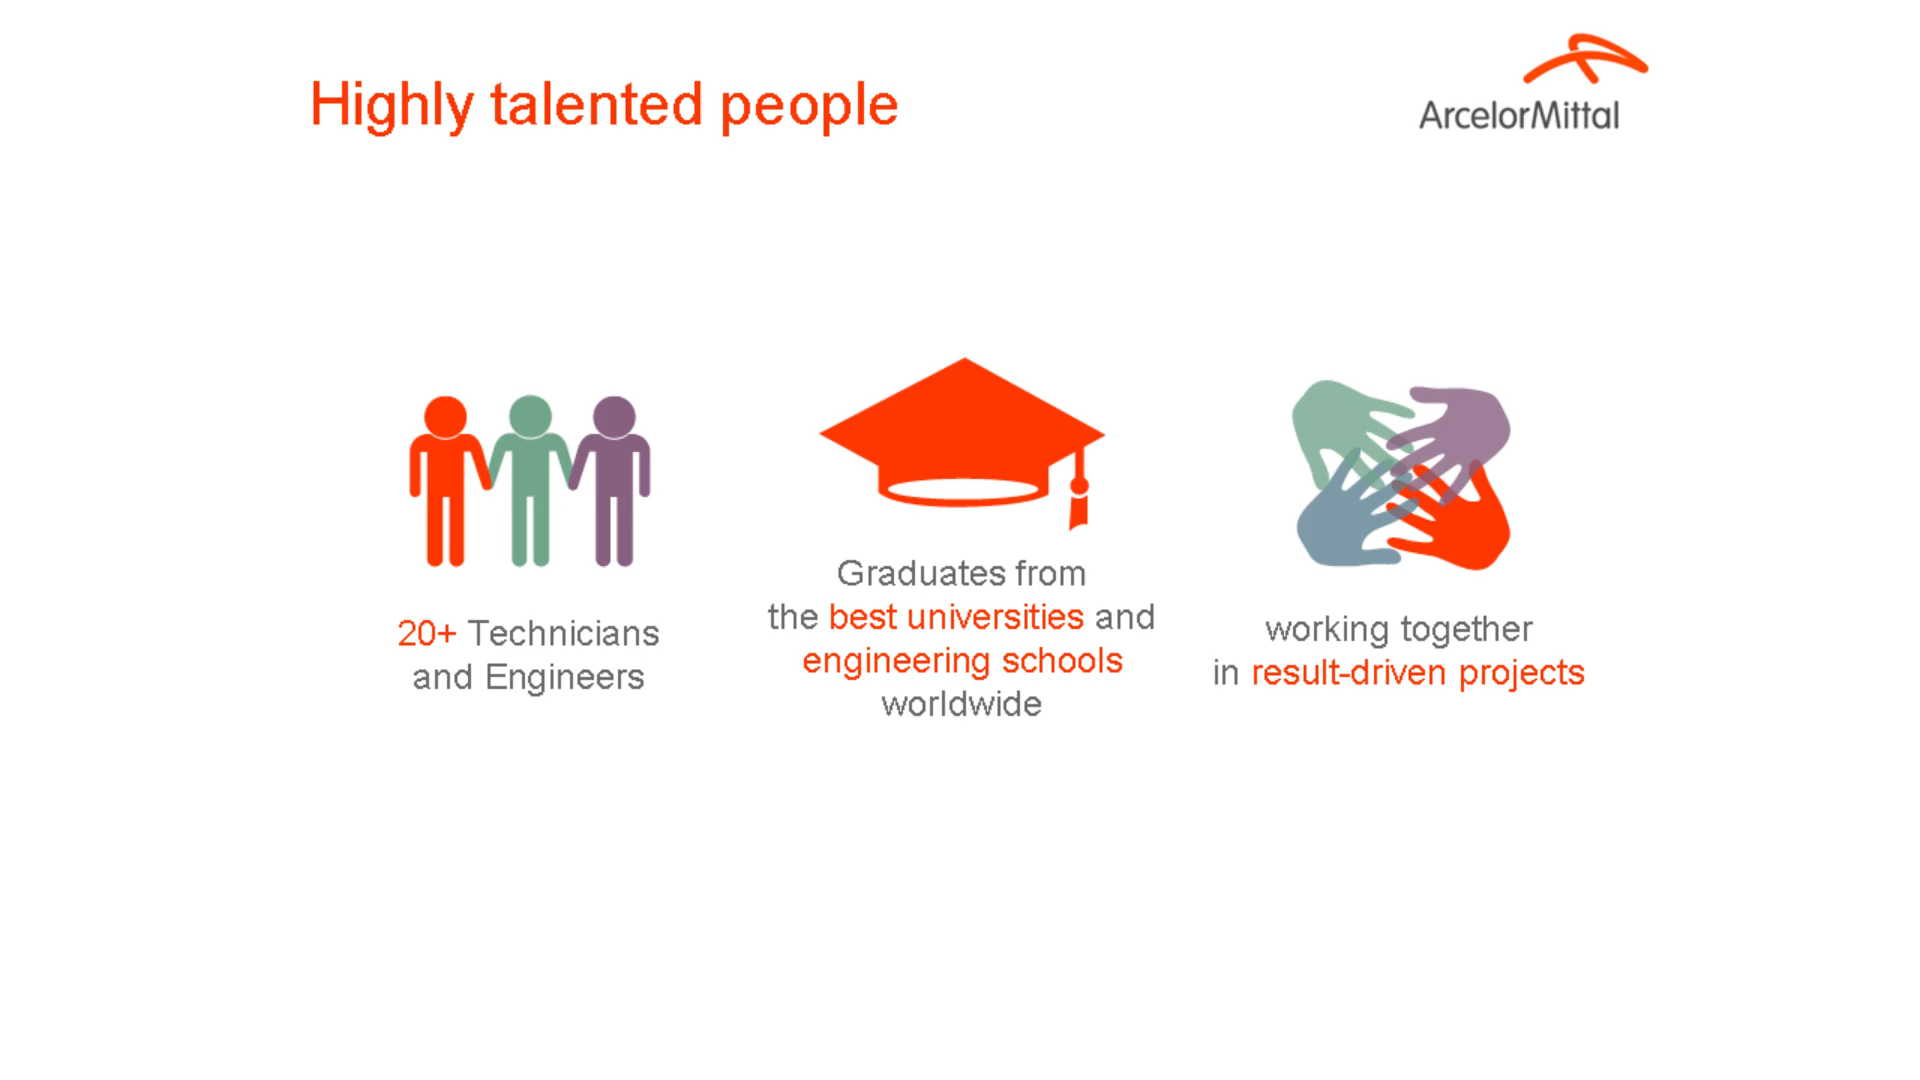 Highly talented people
ArcelorMittal
20+ Technicians
and Engineers
Graduates from
the best universities and
engineering schools
worldwide
working together
in result-driven projects